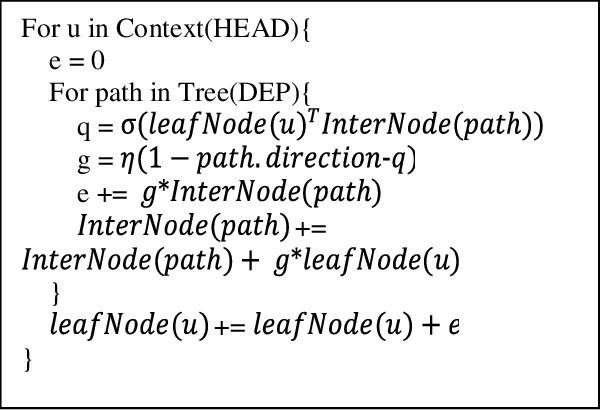 For u in Context(HEAD){
e = 0
For path in Tree(DEP){
q = σ(leafNode(u)ᵀInterNode(path))
g = η(1 − path.direction-q)
e += g*InterNode(path)
InterNode(path) +=
InterNode(path) + g*leafNode(u)
}
leafNode(u) += leafNode(u) + e
}